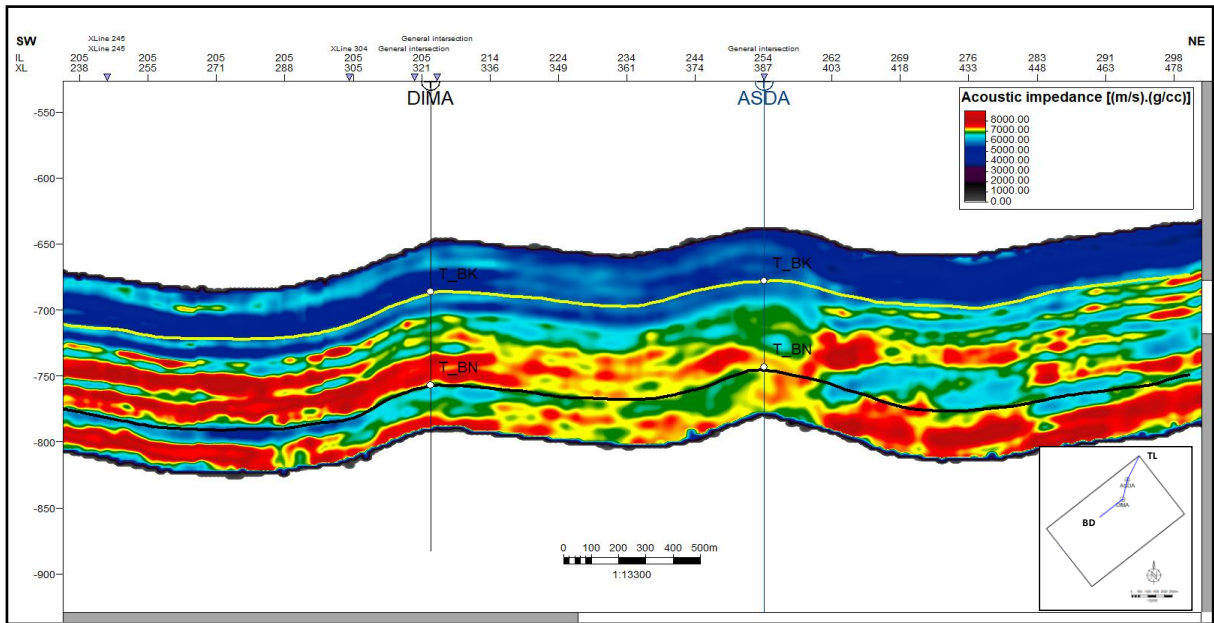 SW
NE
XLine 245
XLine 245
XLine 304
General intersection
General intersection
General intersection
IL 205 205 205 205 205 214 224 234 244 254 262 269 276 283 291 298
XL 238 255 271 288 305 321 336 349 361 374 387 403 418 433 448 463 478
DIMA
ASDA
Acoustic impedance [(m/s).(g/cc)]
8000.00
7000.00
6000.00
5000.00
4000.00
3000.00
2000.00
1000.00
0.00
-550
-600
-650
-700
-750
-800
-850
-900
T_BK
T_BK
T_BN
T_BN
0 100 200 300 400 500m
1:13300
TL
ASDA
DIMA
BD
N